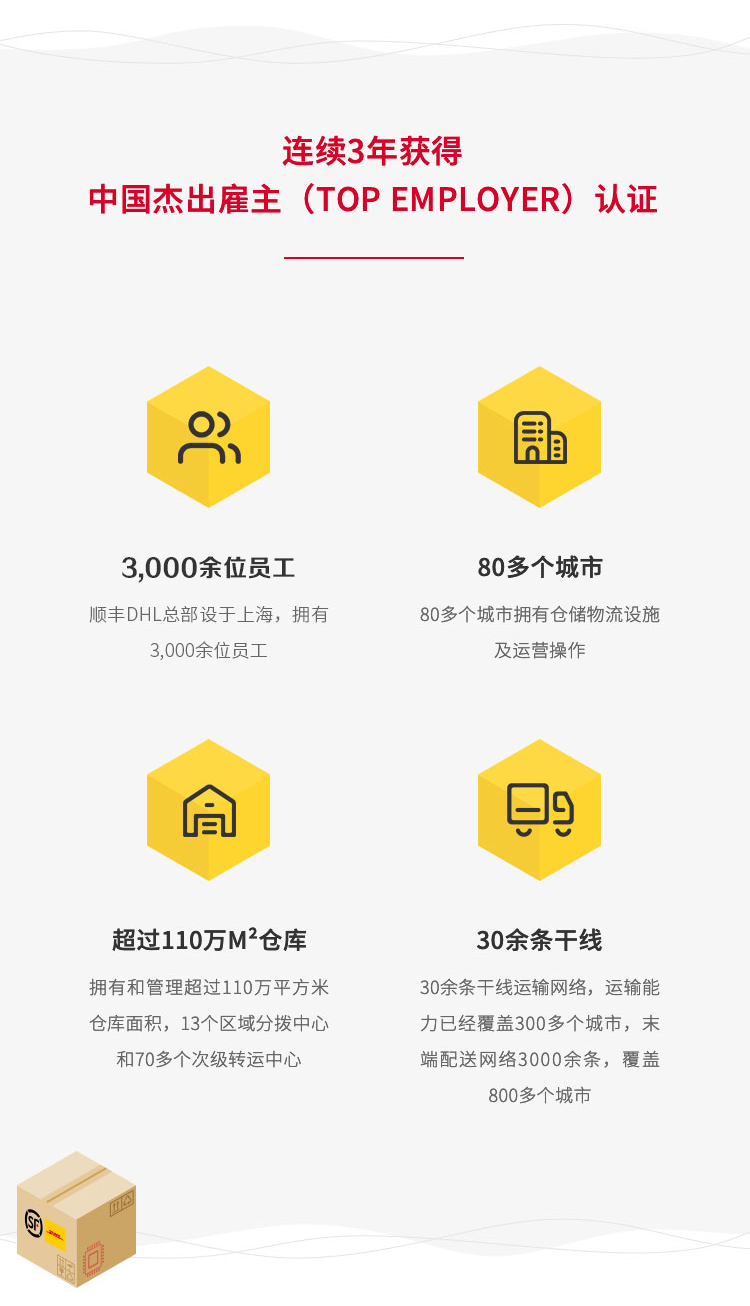 连续3年获得
中国杰出雇主（TOP EMPLOYER）认证
3,000余位员工
顺丰DHL总部设于上海，拥有
3,000余位员工
80多个城市
80多个城市拥有仓储物流设施
及运营操作
超过110万M²仓库
拥有和管理超过110万平方米
仓库面积，13个区域分拨中心
和70多个次级转运中心
30余条干线
30余条干线运输网络，运输能
力已经覆盖300多个城市，末
端配送网络3000余条，覆盖
800多个城市
SF
DHL